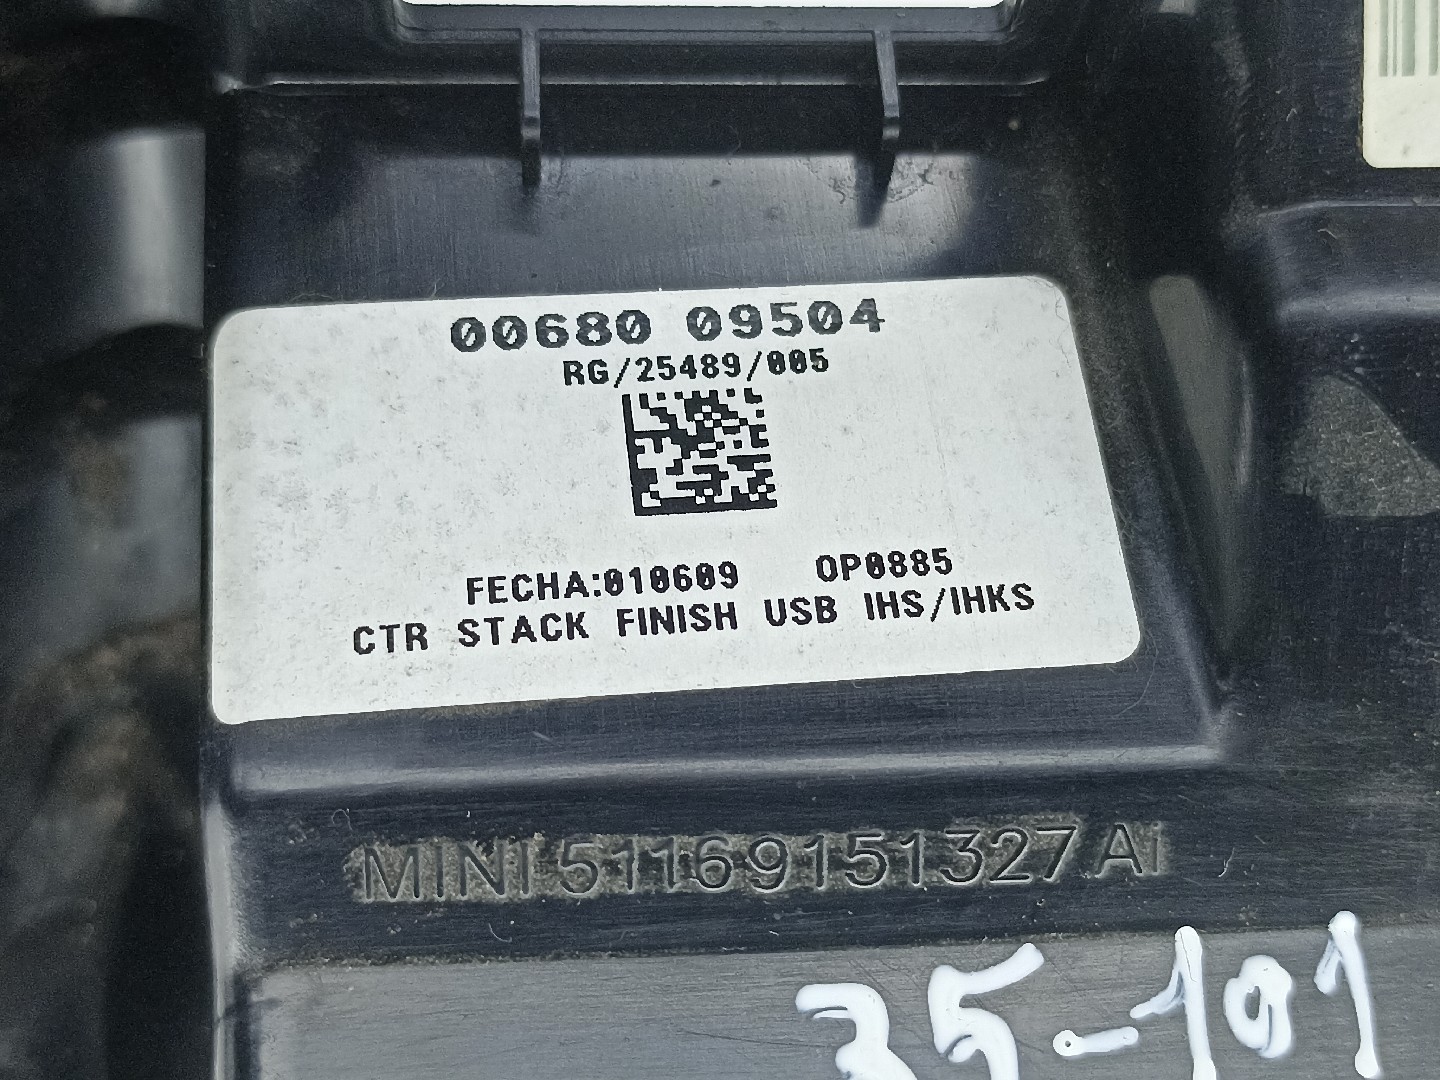 00680 09504
RG/25489/005
FECHA:010609 OP0885
CTR STACK FINISH USB IHS/IHKS
MINI 51169151327 Ai
35-101